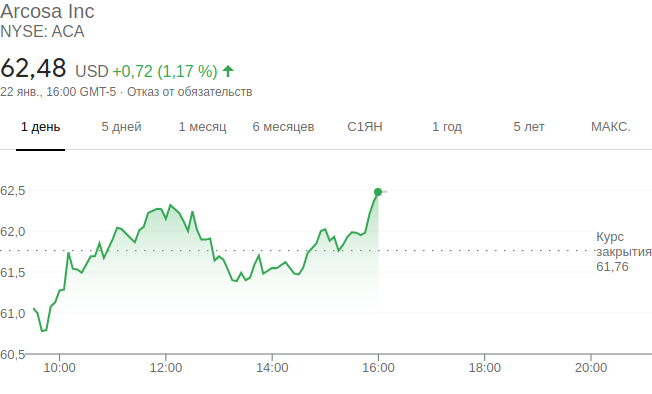 Arcosa Inc
NYSE: ACA
62,48 USD +0,72 (1,17 %)
22 янв., 16:00 GMT-5 · Отказ от обязательств
1 день 5 дней 1 месяц 6 месяцев С1ЯН 1 год 5 лет МАКС.
62,5
62,0
Курс
закрытия
61,76
61,5
61,0
60,5
10:00 12:00 14:00 16:00 18:00 20:00